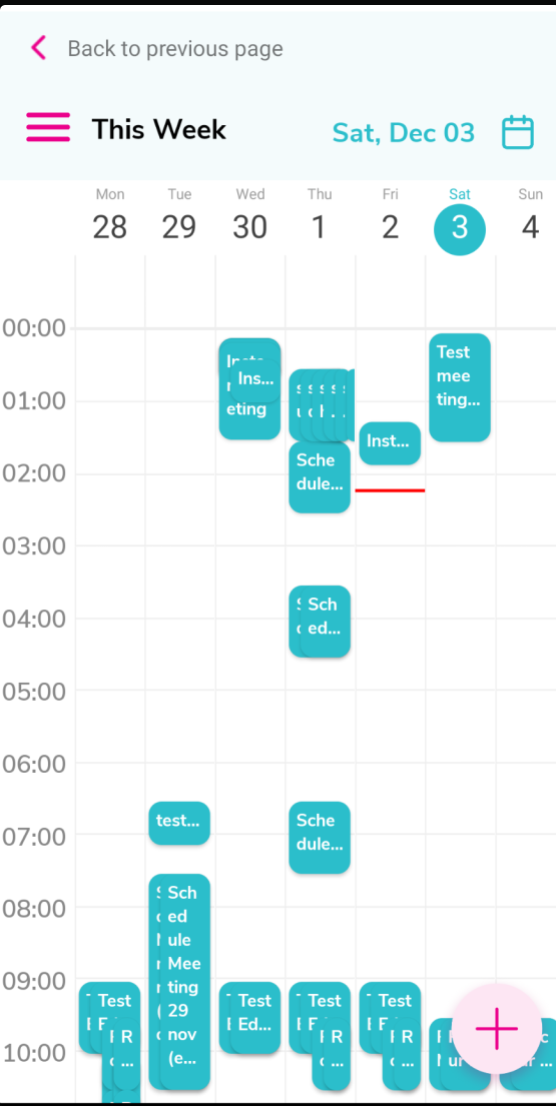 Back to previous page
This Week
Sat, Dec 03
Mon Tue Wed Thu Fri Sat Sun
28 29 30 1 2 3 4
00:00
Test
mee
ting...
Ins...
eting
01:00
Inst...
Sche
dule...
02:00
03:00
Sch
ed...
04:00
05:00
06:00
test...
Sche
dule...
07:00
Sch
ed
ule
Mee
ting
29
nov
(e...
08:00
09:00
Test
Test
Ed...
Test
Test
R
R
R
10:00